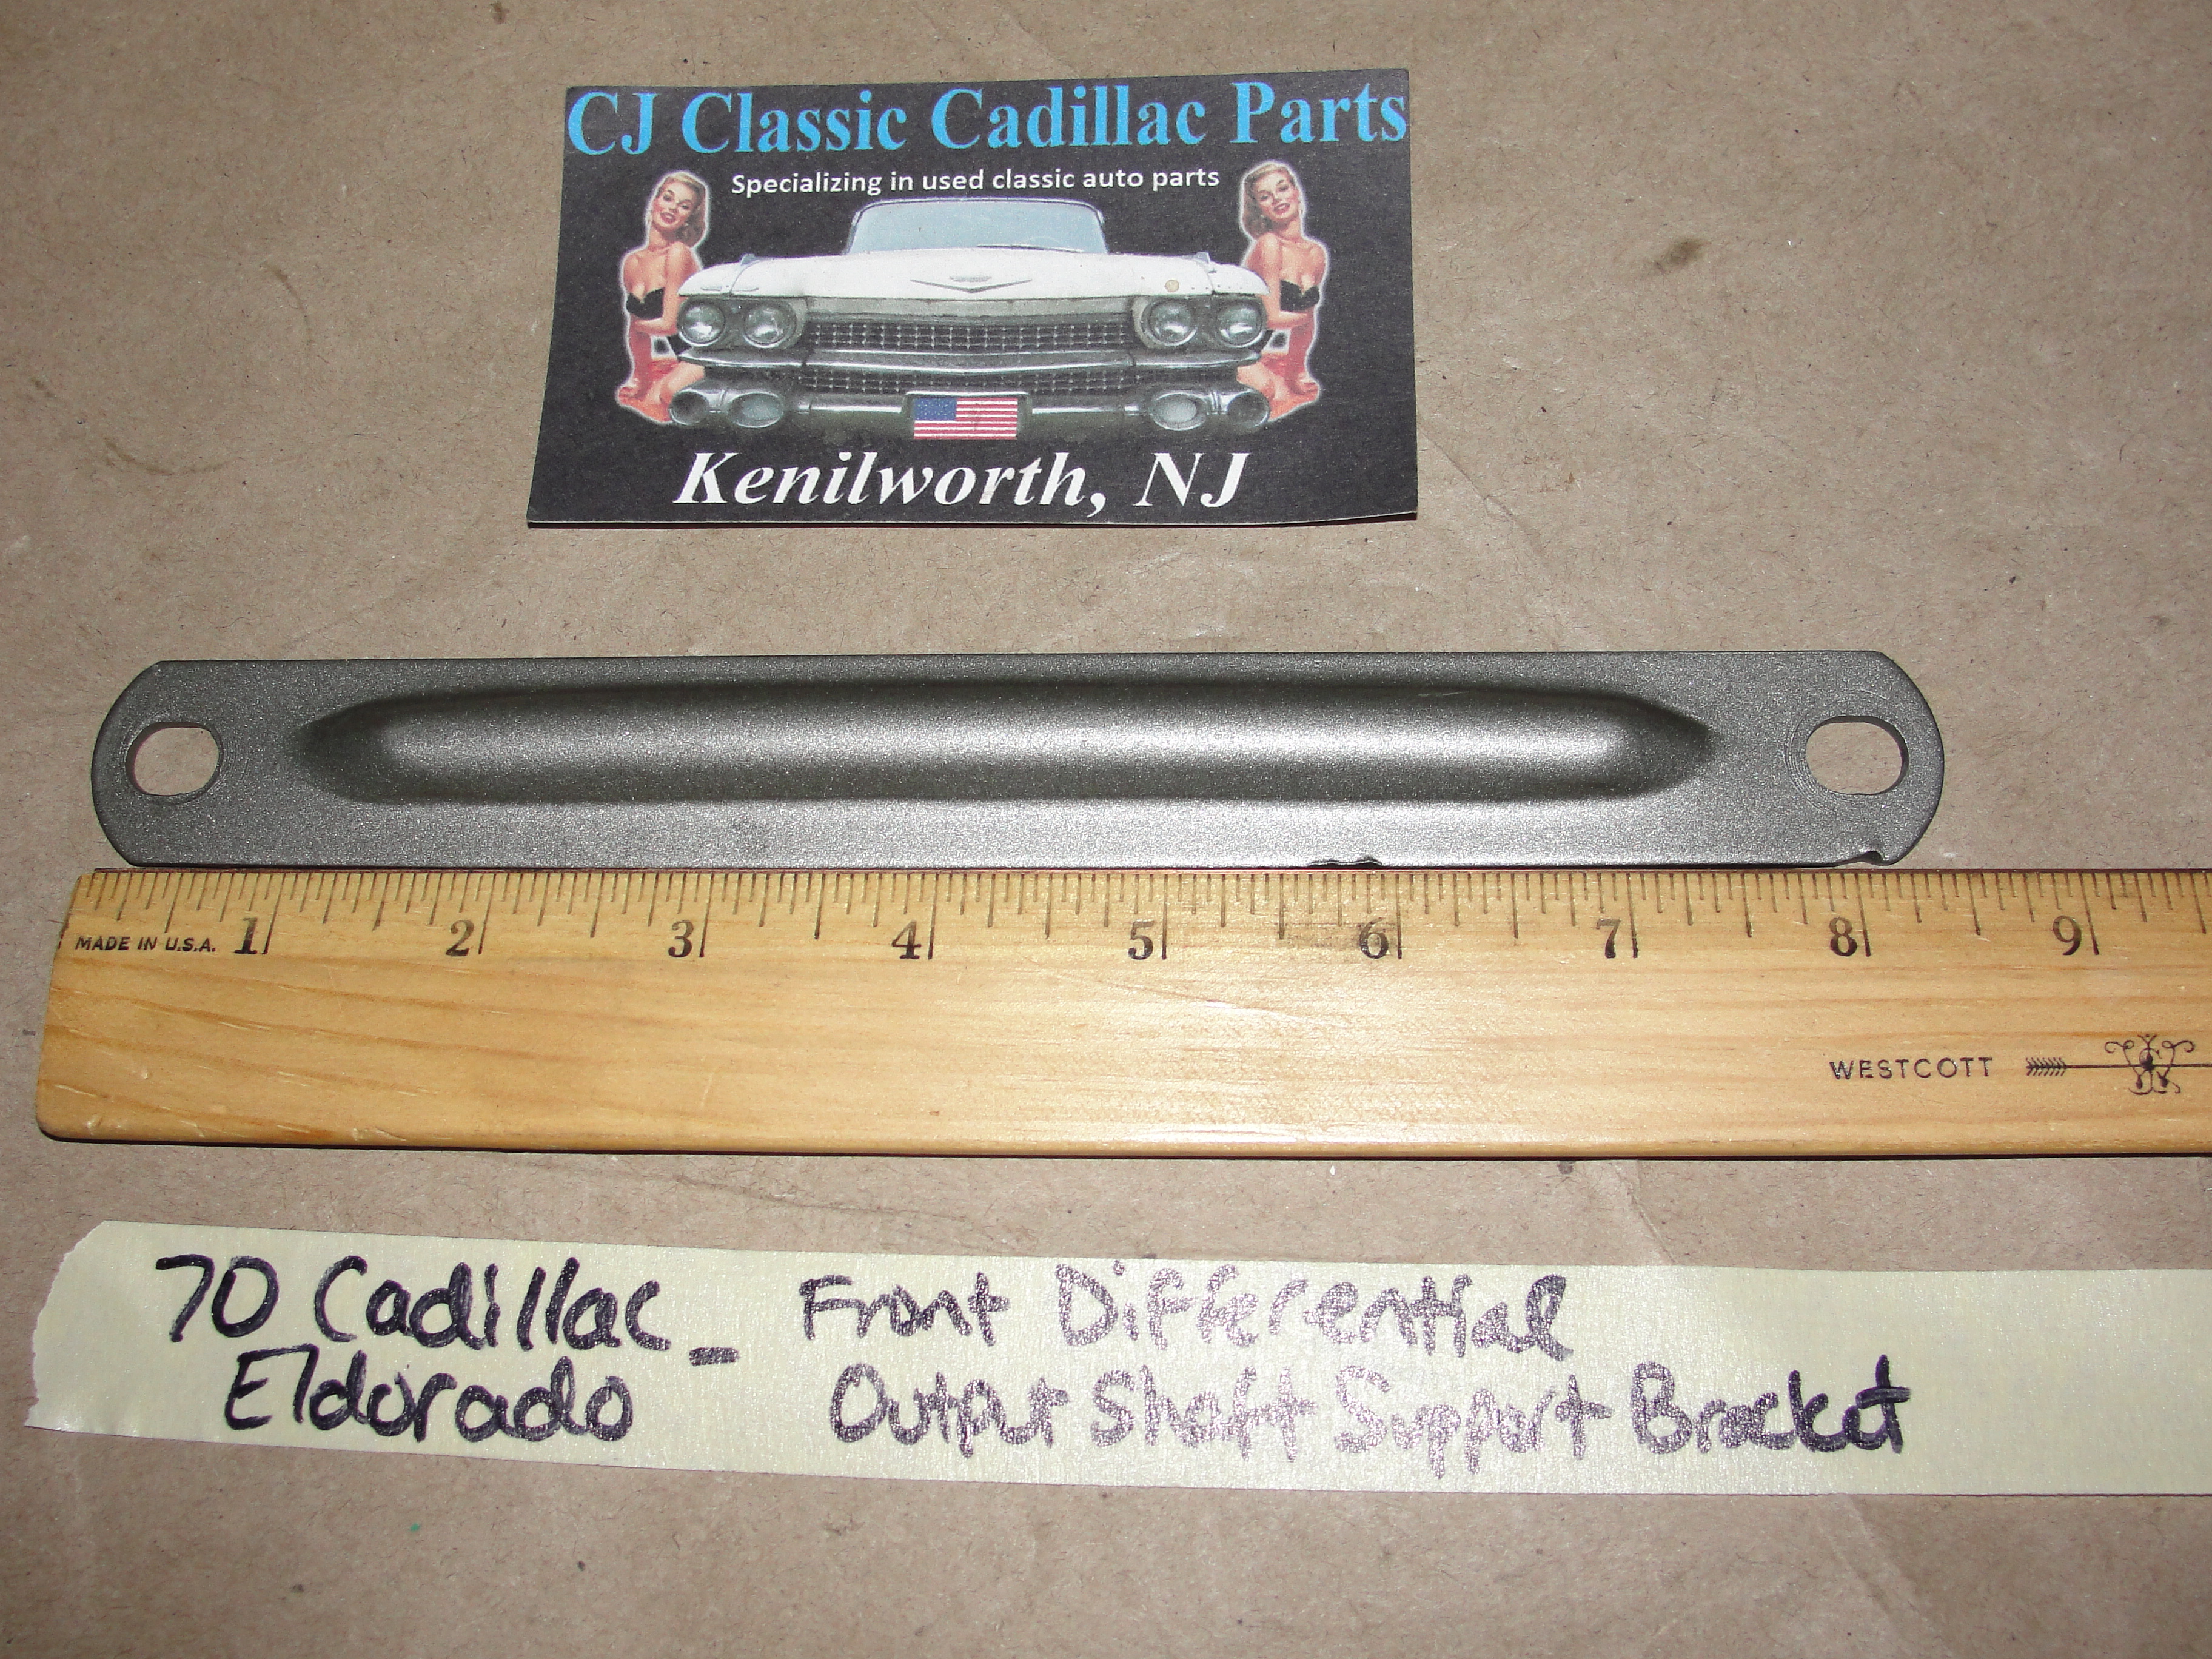 CJ Classic Cadillac Parts
Specializing in used classic auto parts
Kenilworth, NJ
MADE IN U.S.A. 1 2 3 4 5 6 7 8 9
WESTCOTT
70 Cadillac - Front Differential
Eldorado Output Shaft Support Bracket